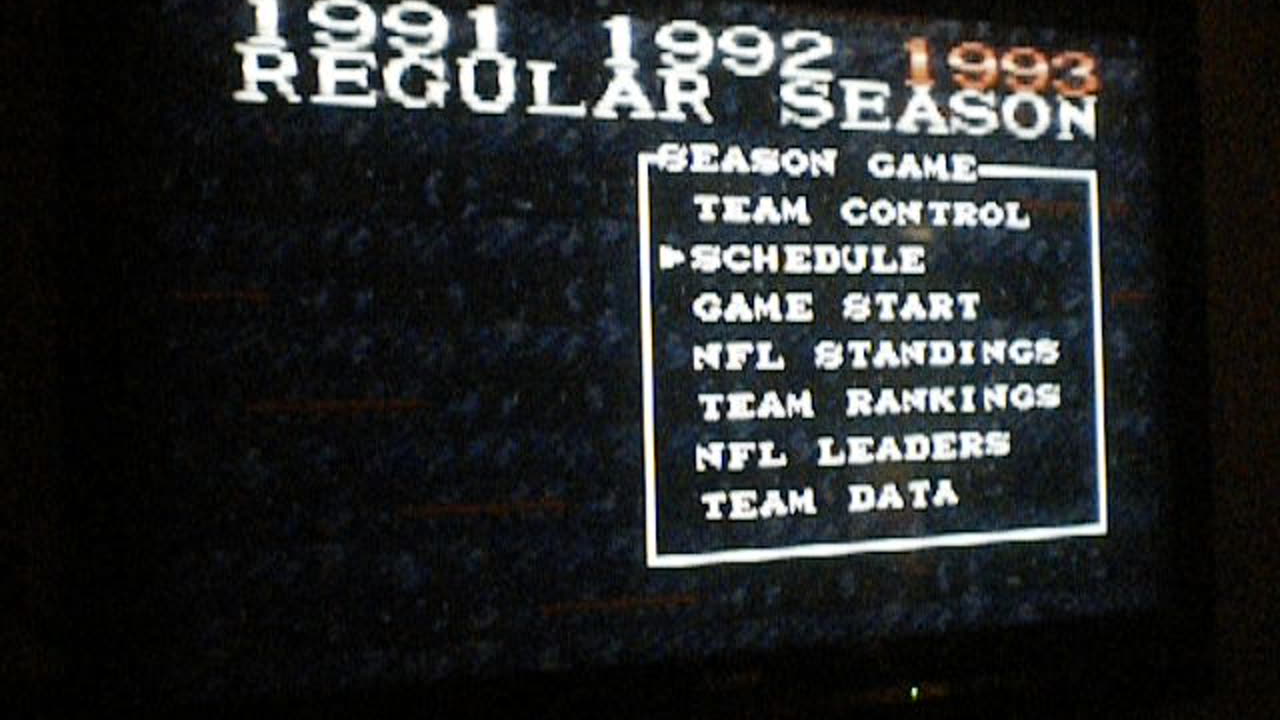 1991 1992 1993
REGULAR SEASON
SEASON GAME
TEAM CONTROL
SCHEDULE
GAME START
NFL STANDINGS
TEAM RANKINGS
NFL LEADERS
TEAM DATA